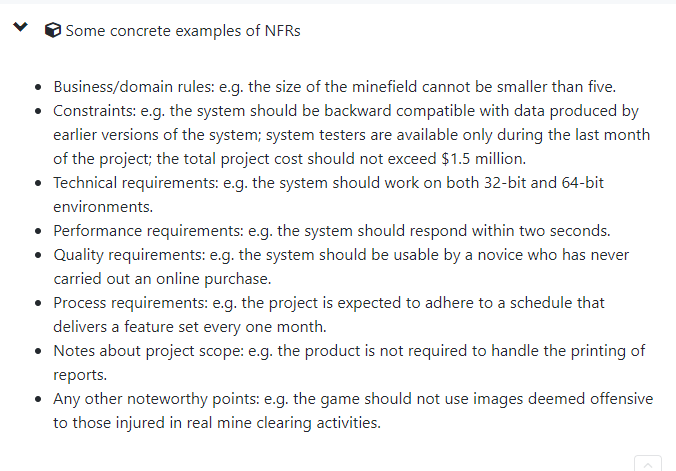 Some concrete examples of NFRs
• Business/domain rules: e.g. the size of the minefield cannot be smaller than five.
• Constraints: e.g. the system should be backward compatible with data produced by
earlier versions of the system; system testers are available only during the last month
of the project; the total project cost should not exceed $1.5 million.
• Technical requirements: e.g. the system should work on both 32-bit and 64-bit
environments.
• Performance requirements: e.g. the system should respond within two seconds.
• Quality requirements: e.g. the system should be usable by a novice who has never
carried out an online purchase.
• Process requirements: e.g. the project is expected to adhere to a schedule that
delivers a feature set every one month.
• Notes about project scope: e.g. the product is not required to handle the printing of
reports.
• Any other noteworthy points: e.g. the game should not use images deemed offensive
to those injured in real mine clearing activities.